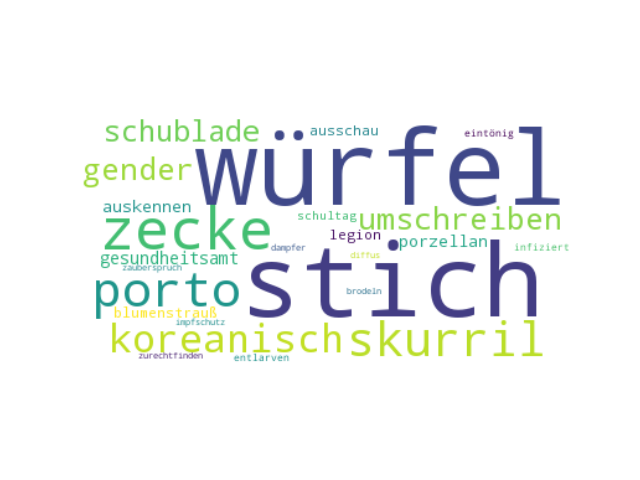 schublade
ausschau
eintönig
würfel
gender
auskennen
zecke
schultag
umschreiben
legion
porzellan
dampfer
infiziert
gesundheitsamt
diffus
zauberspruch
stich
porto
brodeln
blumenstrauß
impfschutz
koreanisch
skurril
zurechtfinden
entlarven